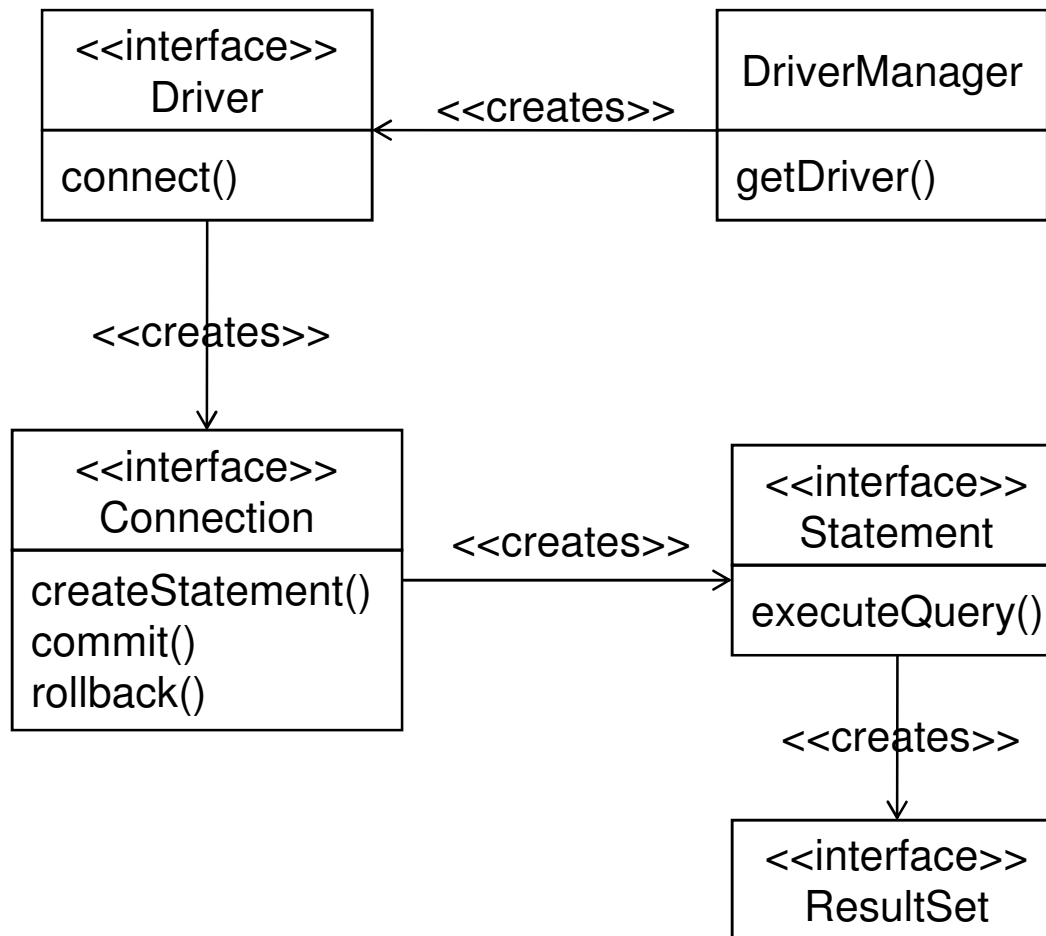 <<interface>>
Driver
connect()
<<creates>>
DriverManager
getDriver()
<<creates>>
<<interface>>
Connection
createStatement()
commit()
rollback()
<<creates>>
<<interface>>
Statement
executeQuery()
<<creates>>
<<interface>>
ResultSet